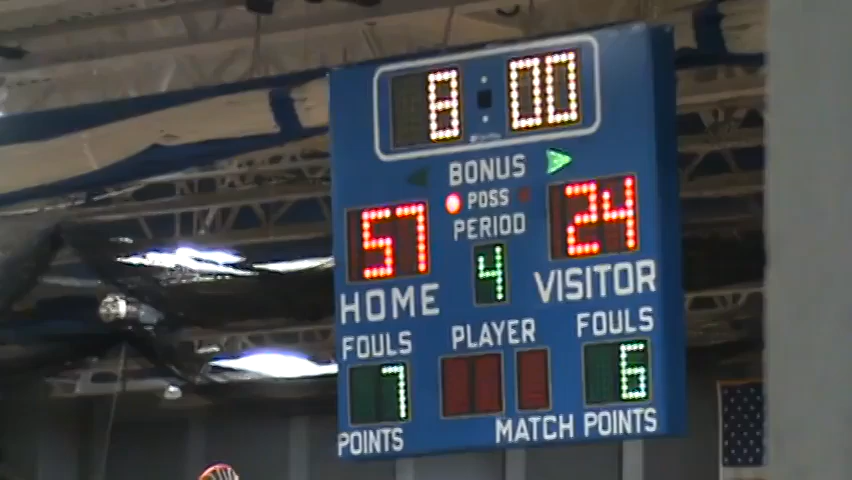 8:00
BONUS
POSS
57 PERIOD 24
4
HOME VISITOR
FOULS PLAYER FOULS
7 6
POINTS MATCH POINTS